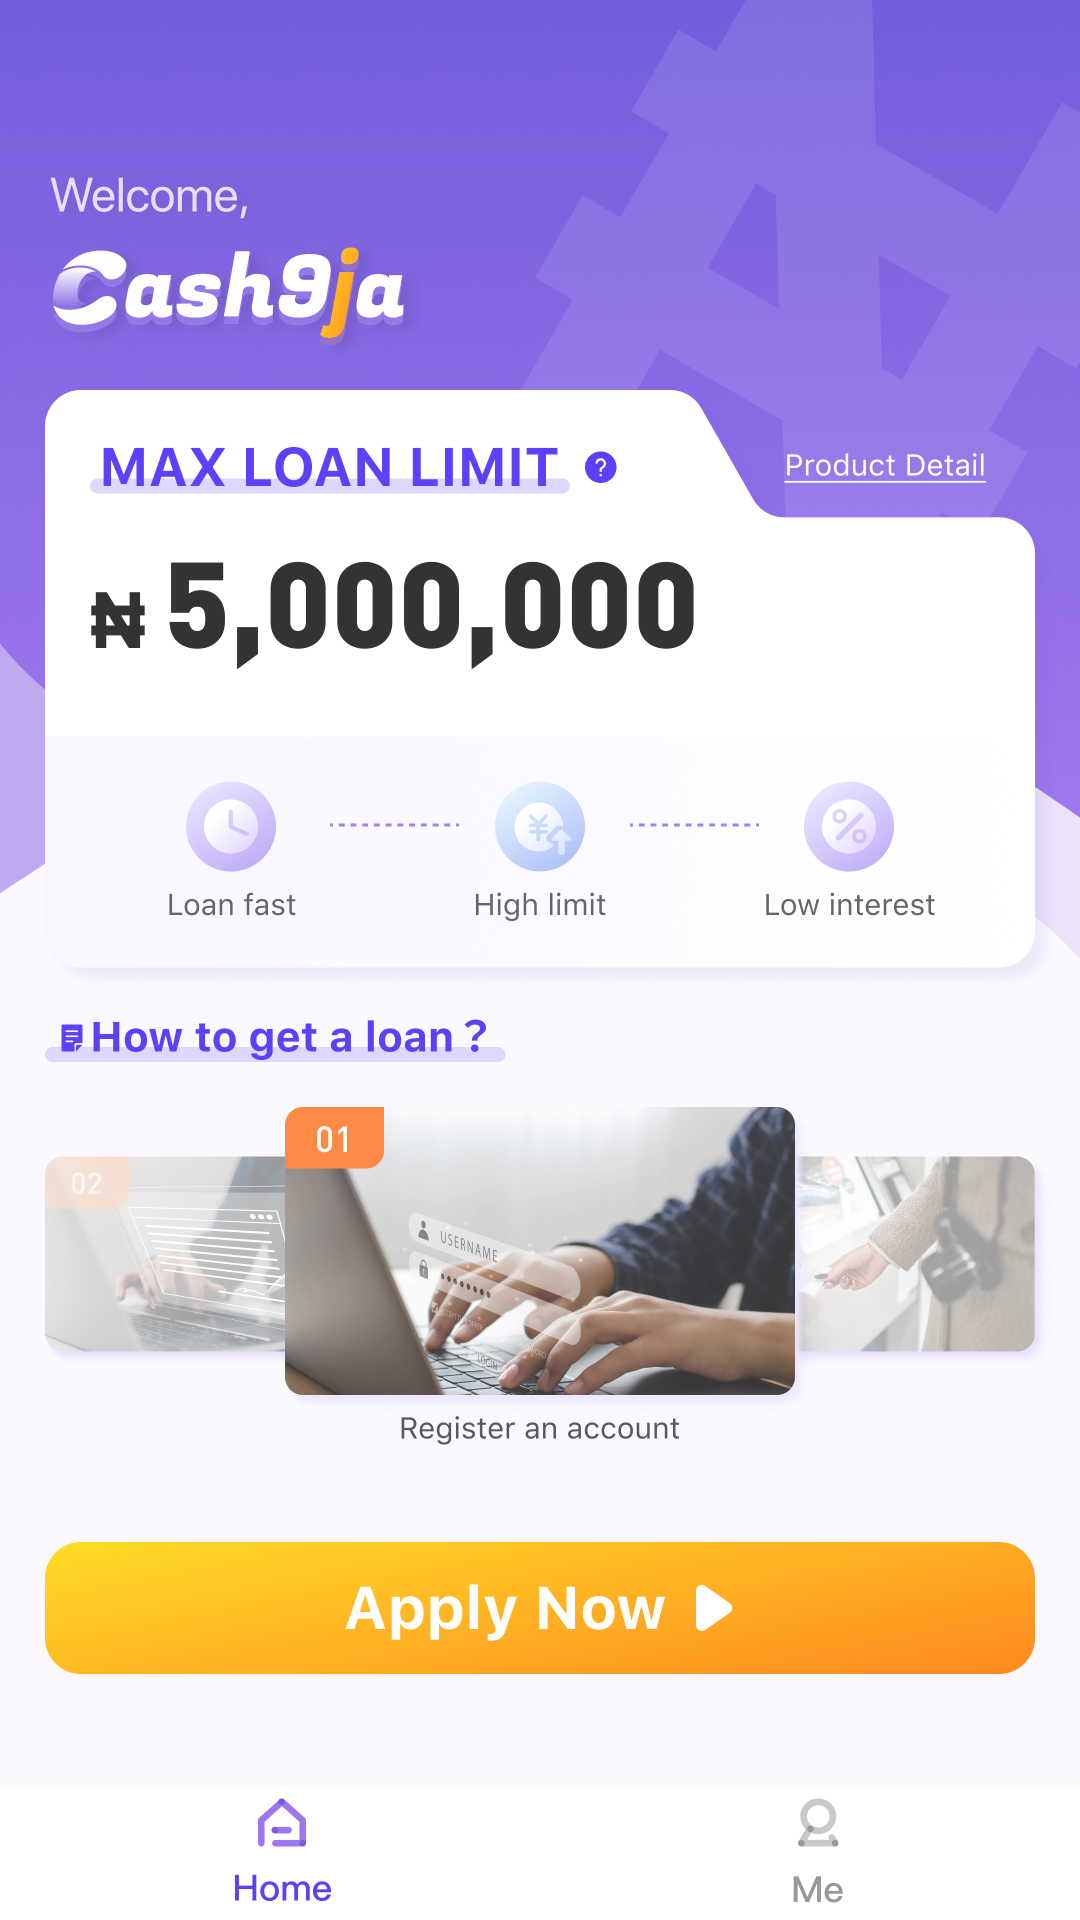 Welcome,
Cash9ja
MAX LOAN LIMIT ?
Product Detail
₦ 5,000,000
Loan fast
High limit
Low interest
How to get a loan?
01
02
USERNAME
LOGIN
Register an account
Apply Now
Home
Me